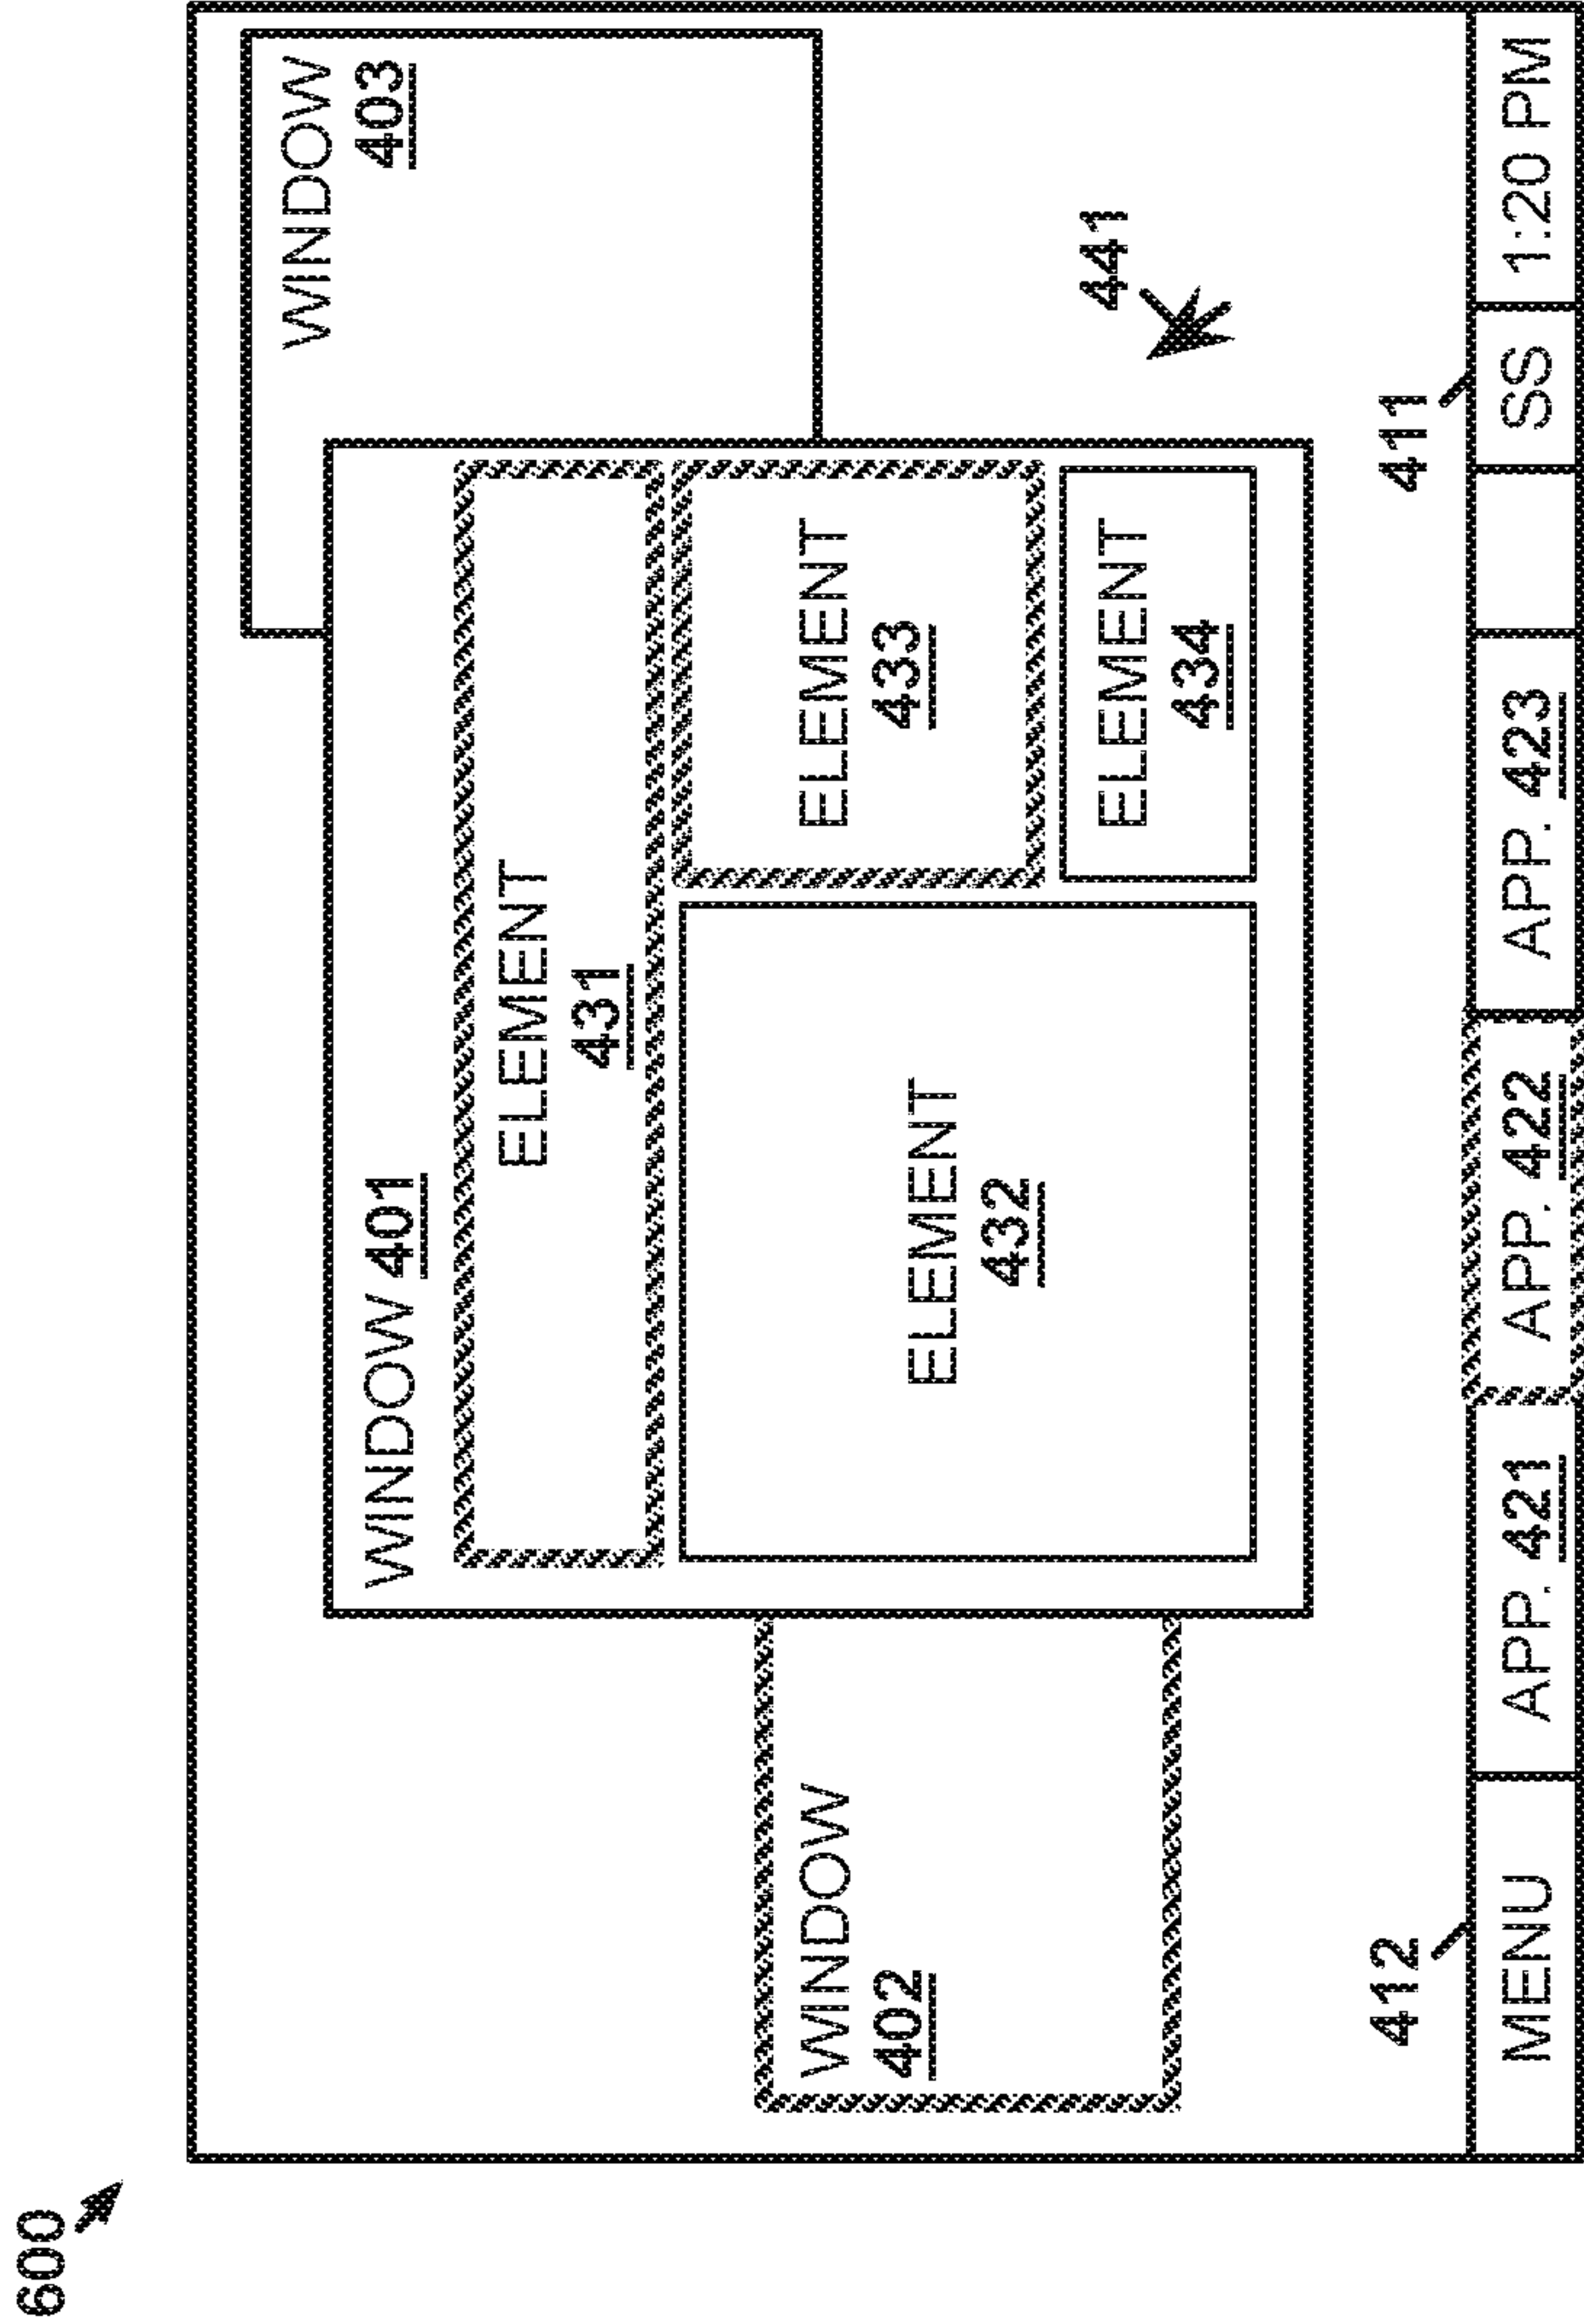 600
WINDOW
403
WINDOW 401
ELEMENT
431
WINDOW
402
ELEMENT
432
ELEMENT
433
ELEMENT
434
441
412
411
MENU
APP. 421
APP. 422
APP. 423
SS
1:20 PM